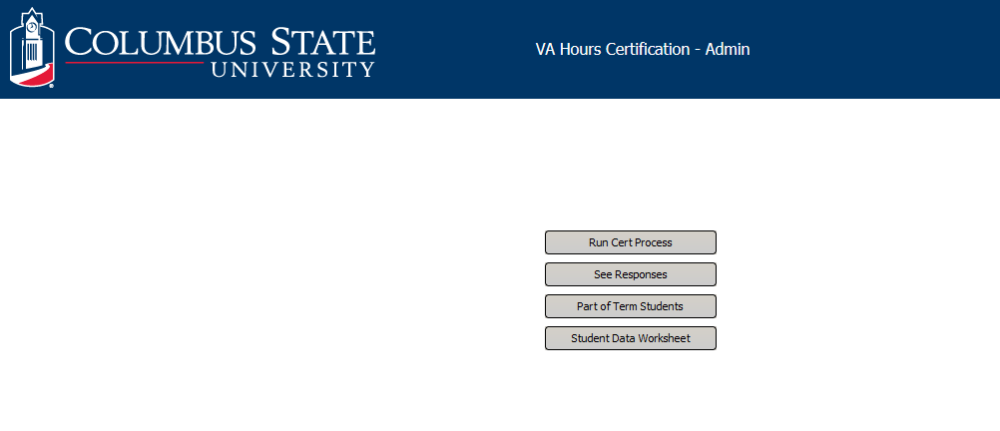 COLUMBUS STATE
UNIVERSITY
VA Hours Certification - Admin
Run Cert Process
See Responses
Part of Term Students
Student Data Worksheet